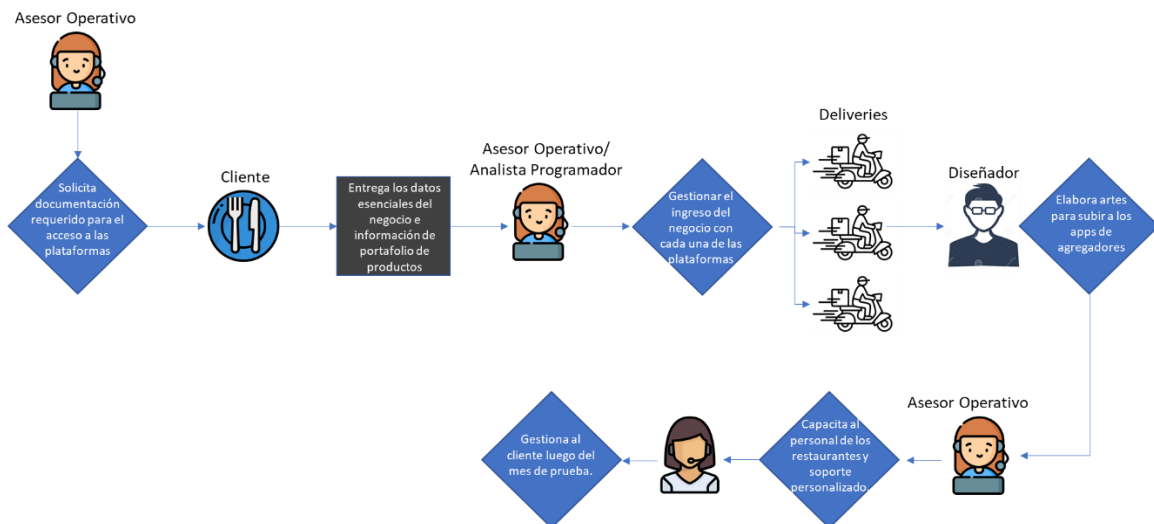 Asesor Operativo
Solicita
documentación
requerido para el
acceso a las
plataformas
Cliente
Entrega los datos
esenciales del
negocio e
información de
portafolio de
productos
Asesor Operativo/
Analista Programador
Gestionar el
ingreso del
negocio con
cada una de las
plataformas
Deliveries
Diseñador
Elabora artes
para subir a los
apps de
agregadores
Asesor Operativo
Capacita al
personal de los
restaurantes y
soporte
personalizado.
Gestiona al
cliente luego del
mes de prueba.